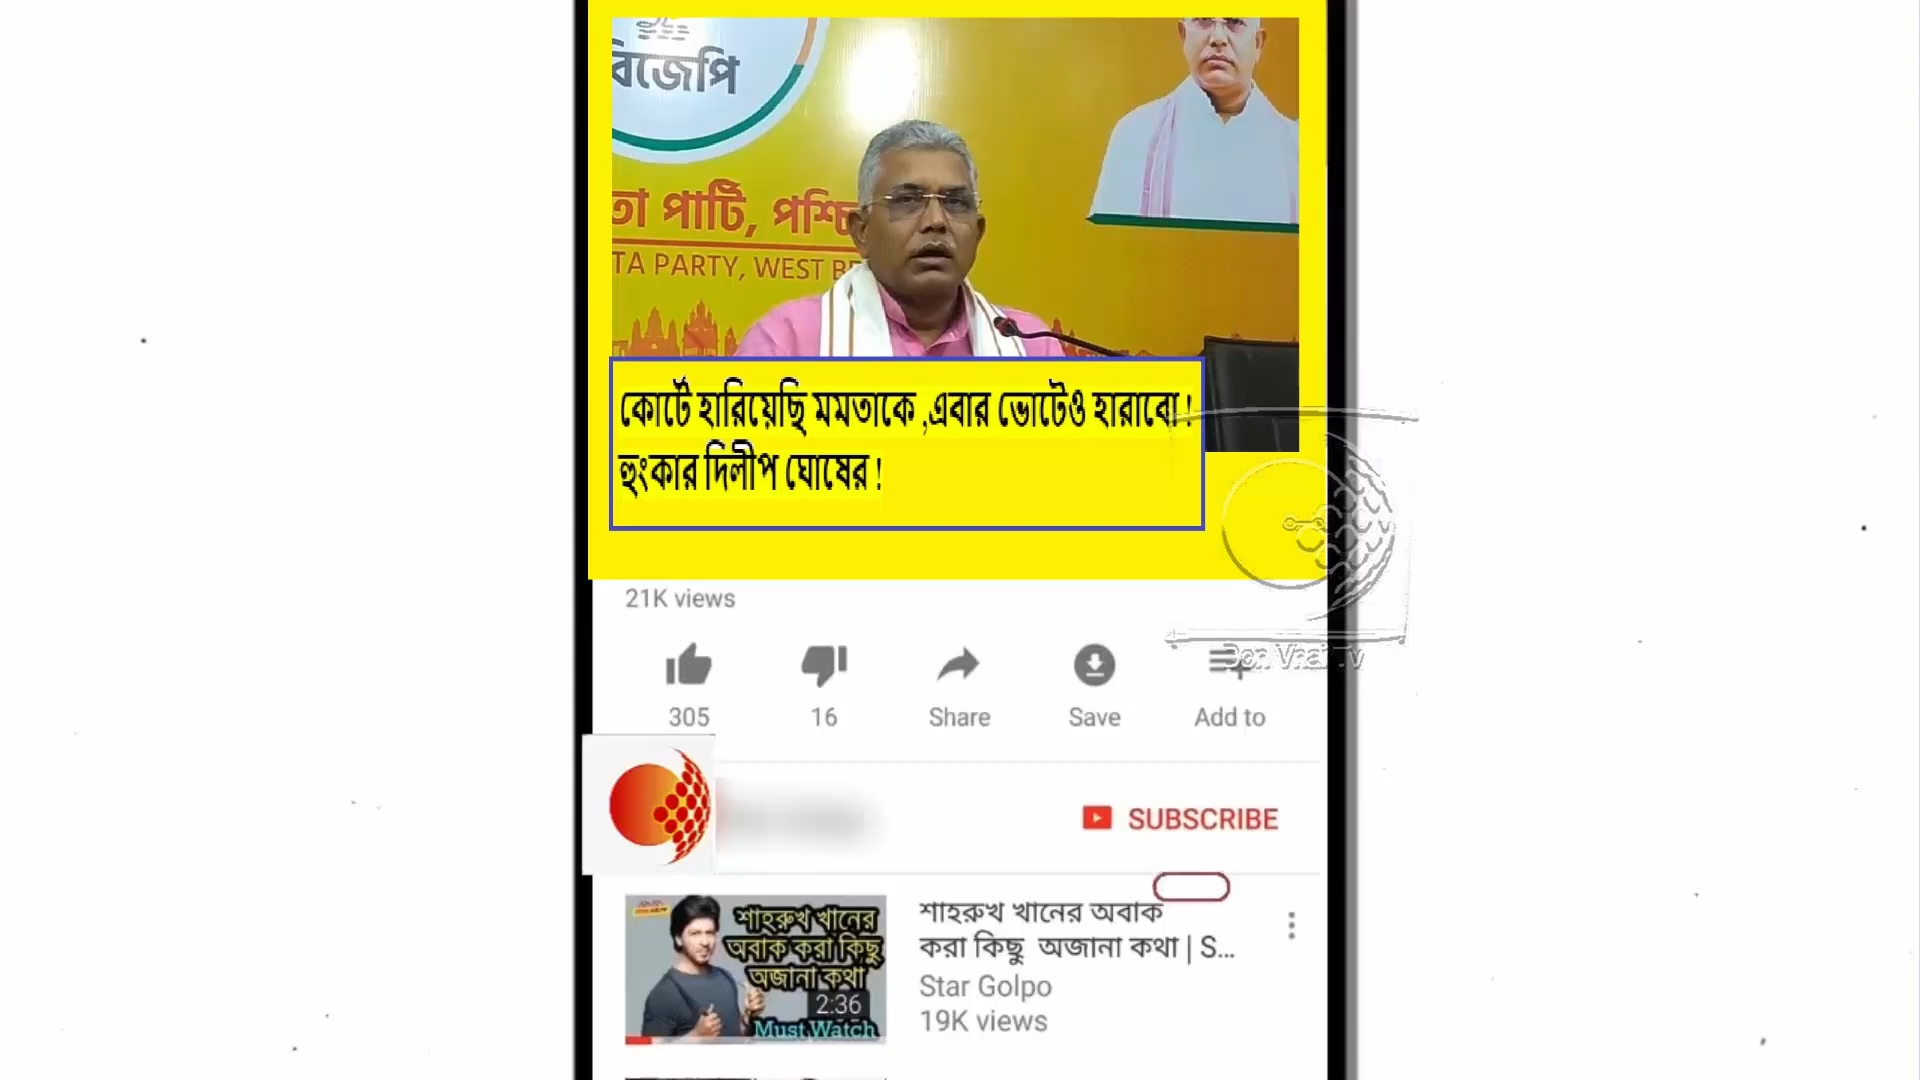 বিজেপি
তা পার্টি, পশ্চি
TA PARTY, WEST BE
কোর্টে হারিয়েছি মমতাকে ,এবার ভোটেও হারাবো !
হুংকার দিলীপ ঘোষের !
21K views
305
16
Share
Save
Add to
SUBSCRIBE
শাহরুখ খানের
অবাক করা কিছু
অজানা কথা
2:36
Must Watch
শাহরুখ খানের অবাক
করা কিছু অজানা কথা | S...
Star Golpo
19K views